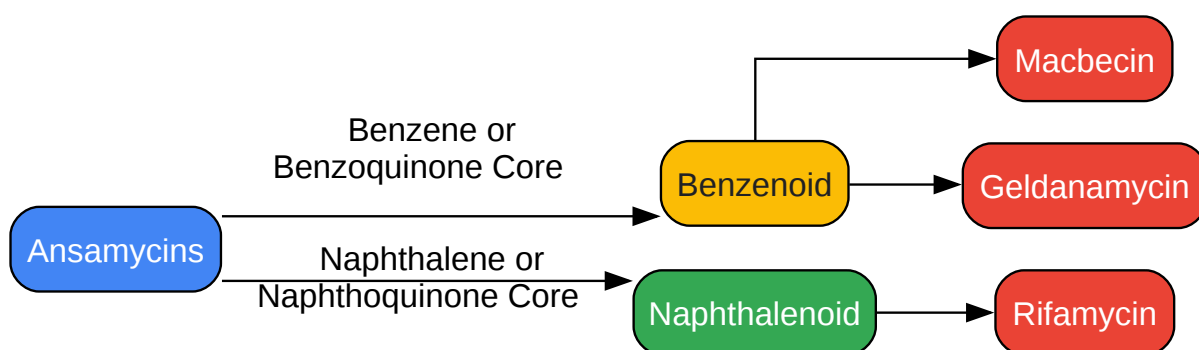 Macbecin
Benzene or
Benzoquinone Core
Benzenoid
Geldanamycin
Ansamycins
Naphthalene or
Naphthoquinone Core
Naphthalenoid
Rifamycin